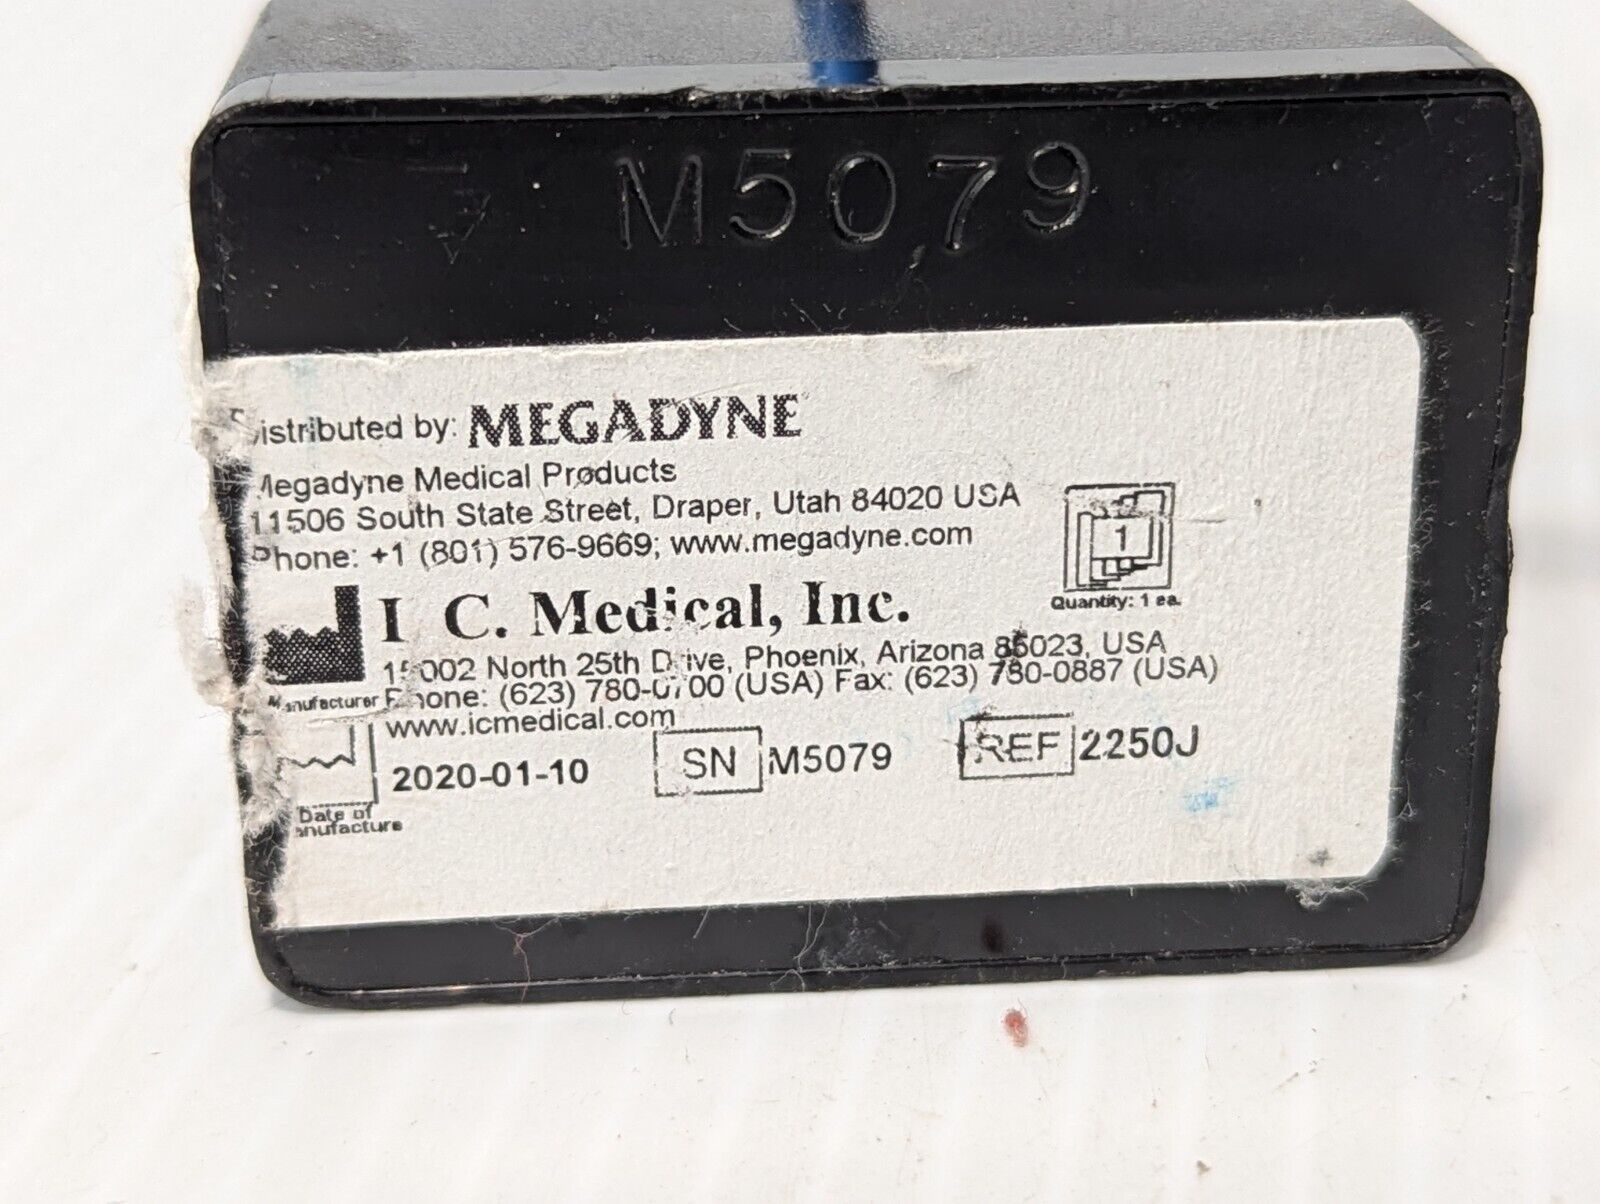 M5079
Distributed by: MEGADYNE
Megadyne Medical Products
11506 South State Street, Draper, Utah 84020 USA
Phone: +1 (801) 576-9669; www.megadyne.com
1
Quantity: 1 ea.
I C. Medical, Inc.
North 25th Drive, Phoenix, Arizona 85023, USA
Manufacturer Phone: (623) 780-0700 (USA) Fax: (623) 780-0887 (USA)
www.icmedical.com
2020-01-10 SN M5079 REF 2250J
Date of
anufacture